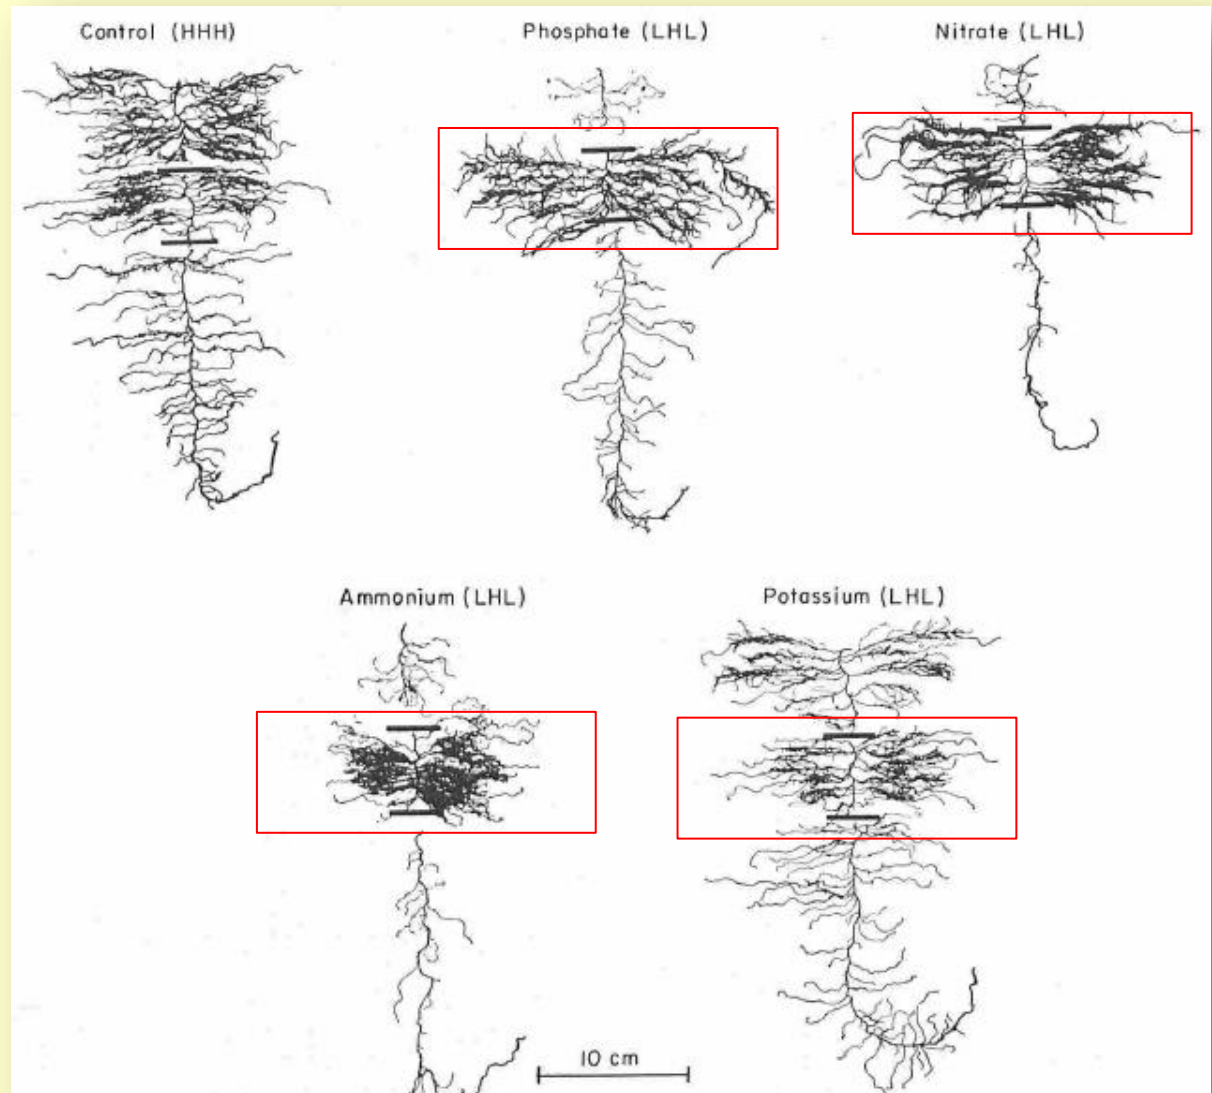 Control (HHH)
Phosphate (LHL)
Nitrate (LHL)
Ammonium (LHL)
Potassium (LHL)
10 cm